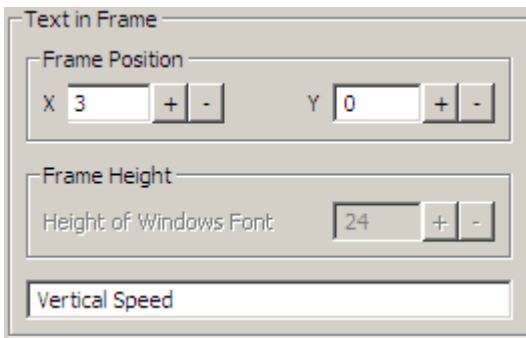 Text in Frame
Frame Position
X 3 + - Y 0 + -
Frame Height
Height of Windows Font 24 + -
Vertical Speed